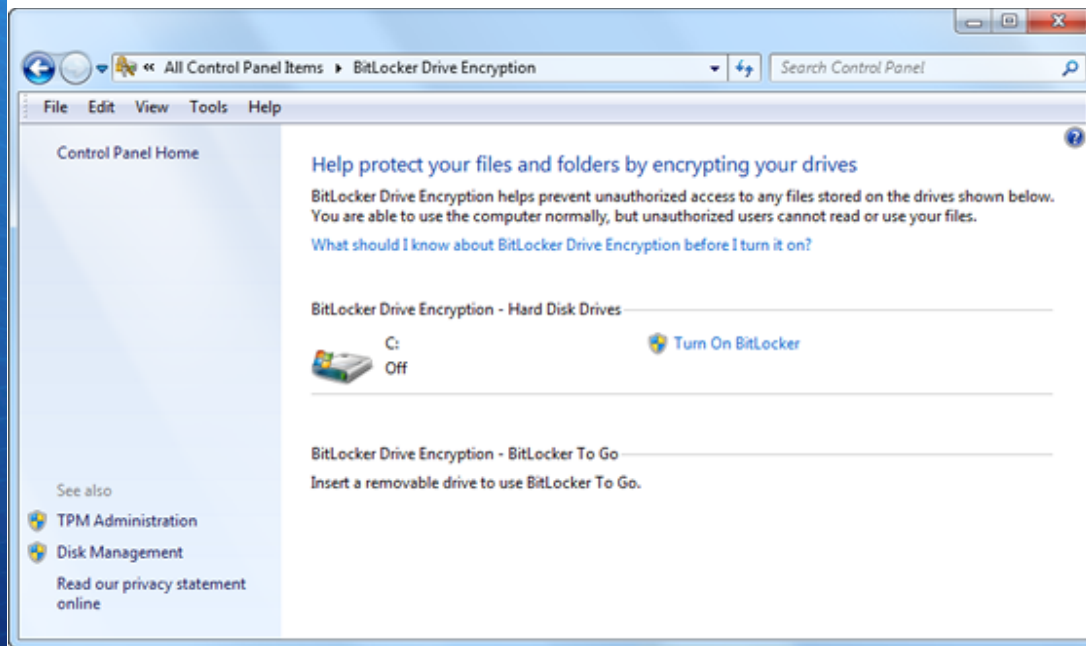 « All Control Panel Items ▸ BitLocker Drive Encryption
Search Control Panel
File Edit View Tools Help
Control Panel Home
Help protect your files and folders by encrypting your drives
BitLocker Drive Encryption helps prevent unauthorized access to any files stored on the drives shown below.
You are able to use the computer normally, but unauthorized users cannot read or use your files.
What should I know about BitLocker Drive Encryption before I turn it on?
BitLocker Drive Encryption - Hard Disk Drives
C:
Off
Turn On BitLocker
BitLocker Drive Encryption - BitLocker To Go
Insert a removable drive to use BitLocker To Go.
See also
TPM Administration
Disk Management
Read our privacy statement
online